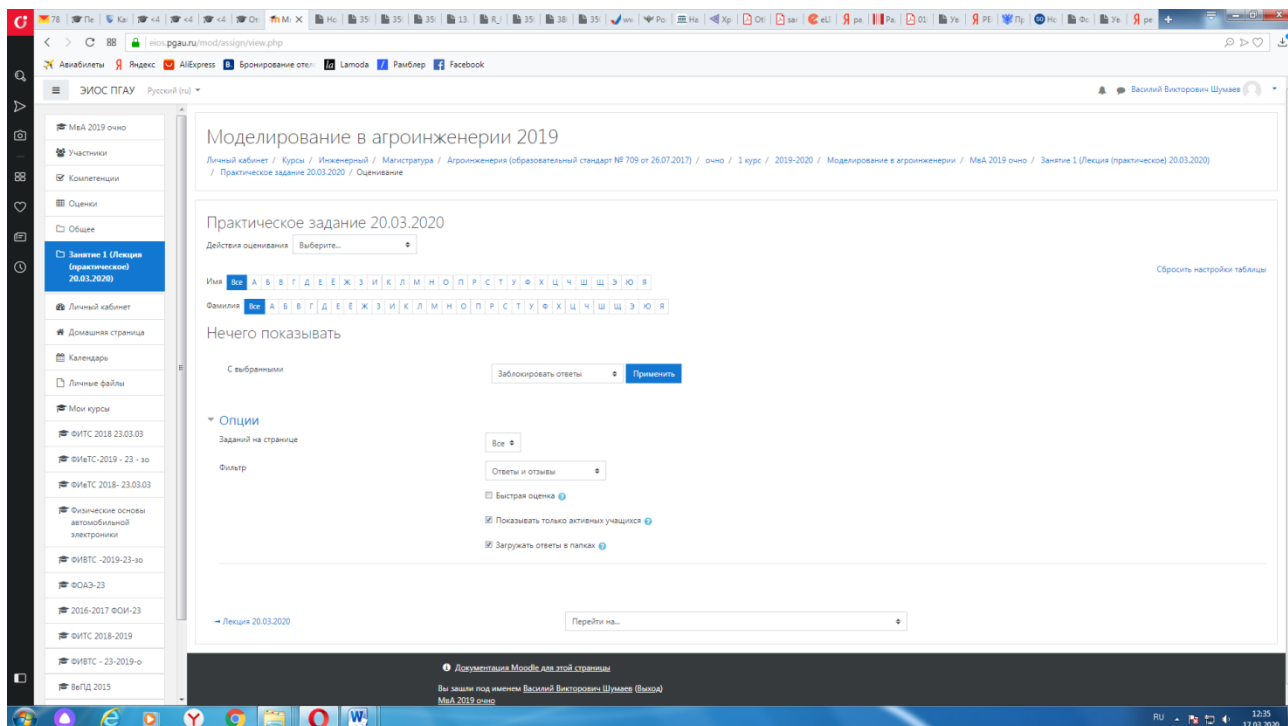 eios.pgau.ru/mod/assign/view.php
Авиабилеты Яндекс AliExpress Бронирование отел Lamoda Рамблер Facebook
ЭИОС ПГАУ Русский (ru)
Василий Викторович Шумаев
МвА 2019 очно
Участники
Компетенции
Оценки
Общее
Занятие 1 (Лекция
(практическое)
20.03.2020)
Личный кабинет
Домашняя страница
Календарь
Личные файлы
Мои курсы
ФИТС 2018 23.03.03
ФИвТС-2019 - 23 - зо
ФИвТС 2018- 23.03.03
Физические основы
автомобильной
электроники
ФИВТС -2019-23-зо
ФОАЭ-23
2016-2017 ФОИ-23
ФИТС 2018-2019
ФИВТС - 23-2019-о
ВвПД 2015
Моделирование в агроинженерии 2019
Личный кабинет / Курсы / Инженерный / Магистратура / Агроинженерия (образовательный стандарт № 709 от 26.07.2017) / очно / 1 курс / 2019-2020 / Моделирование в агроинженерии / МвА 2019 очно / Занятие 1 (Лекция (практическое) 20.03.2020)
/ Практическое задание 20.03.2020 / Оценивание
Практическое задание 20.03.2020
Действия оценивания Выберите...
Сбросить настройки таблицы
Имя Все А Б В Г Д Е Ё Ж З И К Л М Н О П Р С Т У Ф Х Ц Ч Ш Щ Э Ю Я
Фамилия Все А Б В Г Д Е Ё Ж З И К Л М Н О П Р С Т У Ф Х Ц Ч Ш Щ Э Ю Я
Нечего показывать
С выбранными Заблокировать ответы Применить
Опции
Заданий на странице Все
Фильтр Ответы и отзывы
Быстрая оценка
Показывать только активных учащихся
Загружать ответы в папках
Лекция 20.03.2020
Перейти на...
Документация Moodle для этой страницы
Вы зашли под именем Василий Викторович Шумаев (Выход)
МвА 2019 очно
RU 12:35
17.03.2020